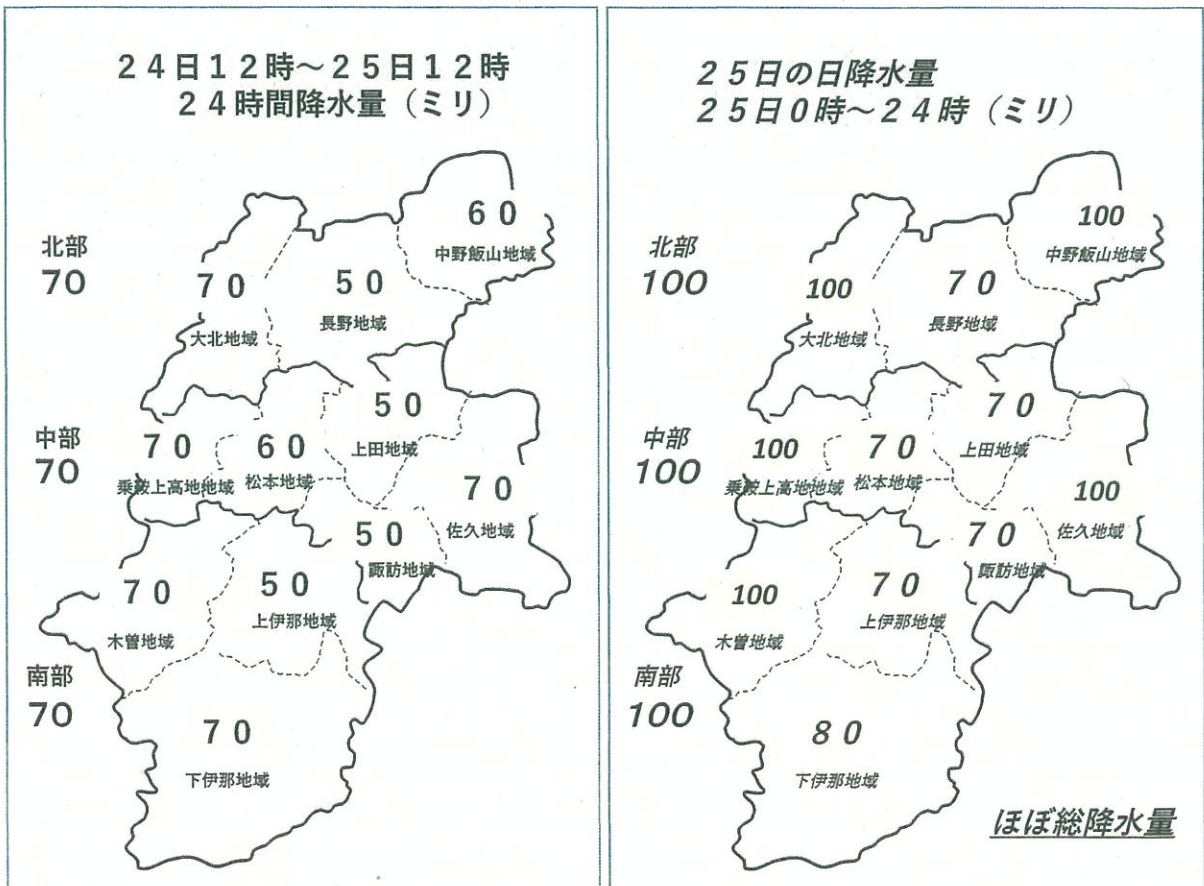 24日12時～25日12時
24時間降水量（ミリ）
60
中野飯山地域
北部
70
70
大北地域
50
長野地域
50
上田地域
中部
70
70
乗鞍上高地地域
60
松本地域
70
佐久地域
50
諏訪地域
70
木曽地域
50
上伊那地域
南部
70
70
下伊那地域
25日の日降水量
25日0時～24時（ミリ）
100
中野飯山地域
北部
100
100
大北地域
70
長野地域
70
上田地域
中部
100
100
乗鞍上高地地域
70
松本地域
100
佐久地域
70
諏訪地域
100
木曽地域
70
上伊那地域
南部
100
80
下伊那地域
ほぼ総降水量